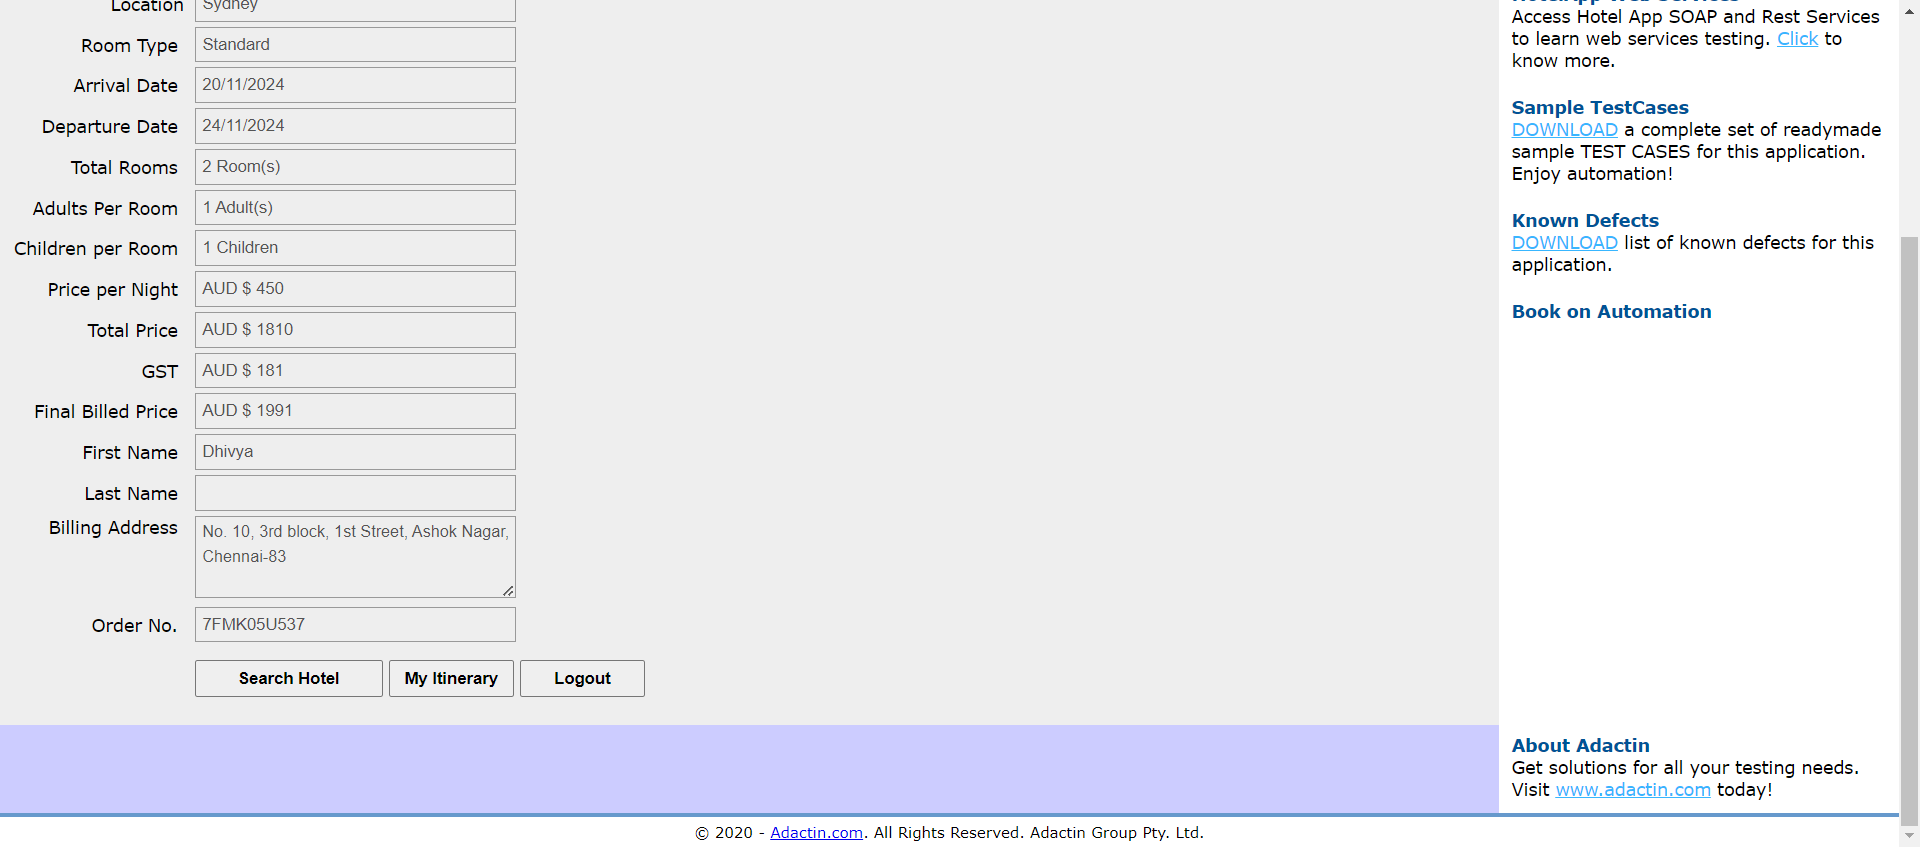 Location Sydney
Room Type Standard
Arrival Date 20/11/2024
Departure Date 24/11/2024
Total Rooms 2 Room(s)
Adults Per Room 1 Adult(s)
Children per Room 1 Children
Price per Night AUD $ 450
Total Price AUD $ 1810
GST AUD $ 181
Final Billed Price AUD $ 1991
First Name Dhivya
Last Name
Billing Address No. 10, 3rd block, 1st Street, Ashok Nagar,
Chennai-83
Order No. 7FMK05U537
Search Hotel My Itinerary Logout
HotelApp Web Services
Access Hotel App SOAP and Rest Services
to learn web services testing. Click to
know more.
Sample TestCases
DOWNLOAD a complete set of readymade
sample TEST CASES for this application.
Enjoy automation!
Known Defects
DOWNLOAD list of known defects for this
application.
Book on Automation
About Adactin
Get solutions for all your testing needs.
Visit www.adactin.com today!
© 2020 - Adactin.com. All Rights Reserved. Adactin Group Pty. Ltd.